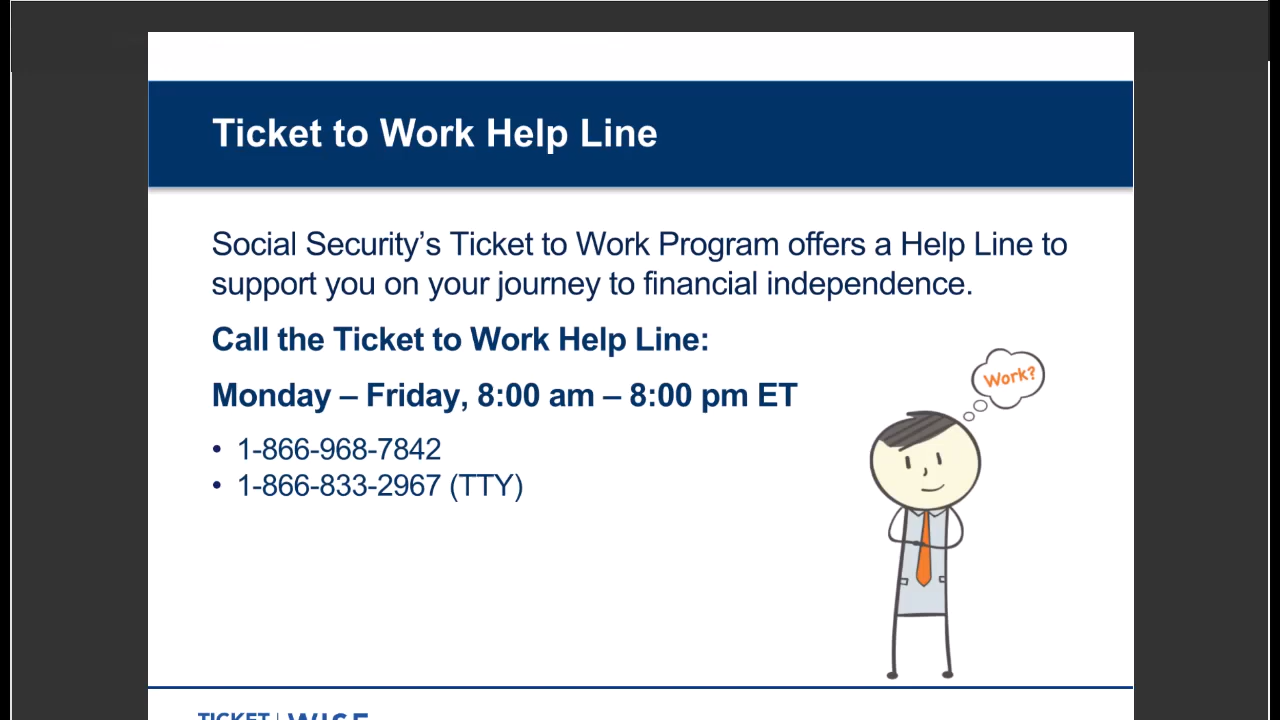 Ticket to Work Help Line
Social Security’s Ticket to Work Program offers a Help Line to
support you on your journey to financial independence.
Call the Ticket to Work Help Line:
Monday – Friday, 8:00 am – 8:00 pm ET
Work?
• 1-866-968-7842
• 1-866-833-2967 (TTY)
TICKET | WISE